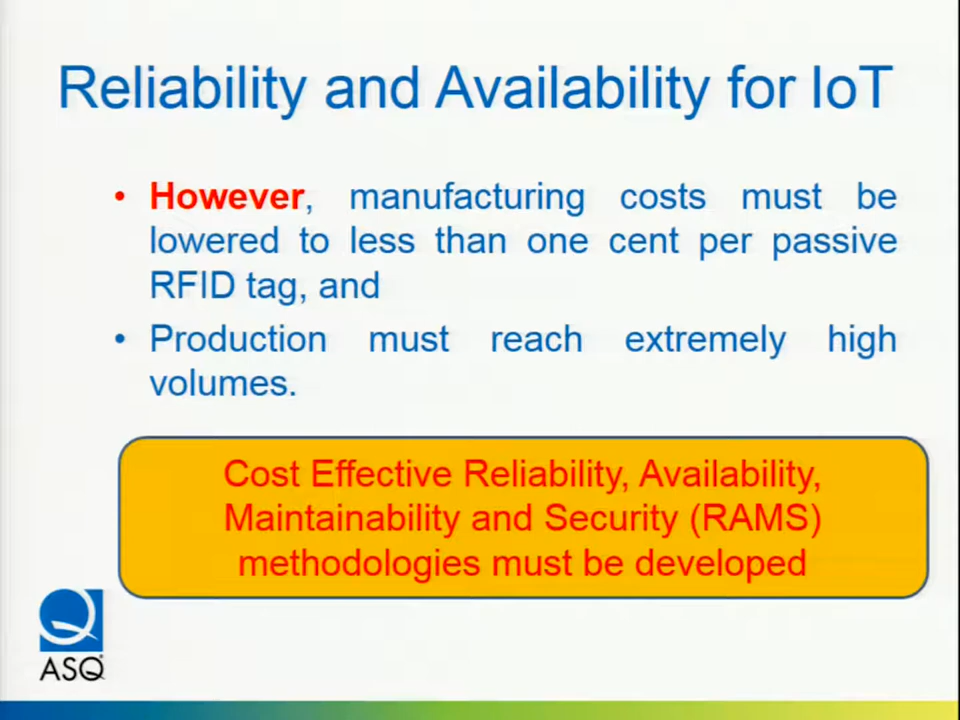 Reliability and Availability for IoT
• However, manufacturing costs must be
lowered to less than one cent per passive
RFID tag, and
• Production must reach extremely high
volumes.
Cost Effective Reliability, Availability,
Maintainability and Security (RAMS)
methodologies must be developed
ASQ